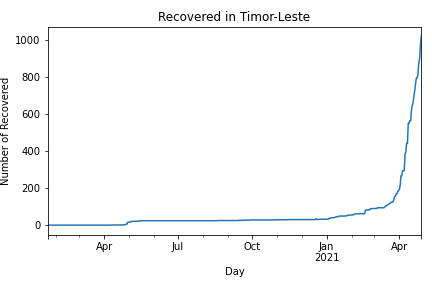 Recovered in Timor-Leste
Number of Recovered
1000
800
600
400
200
0
Apr
Jul
Oct
Jan
2021
Apr
Day